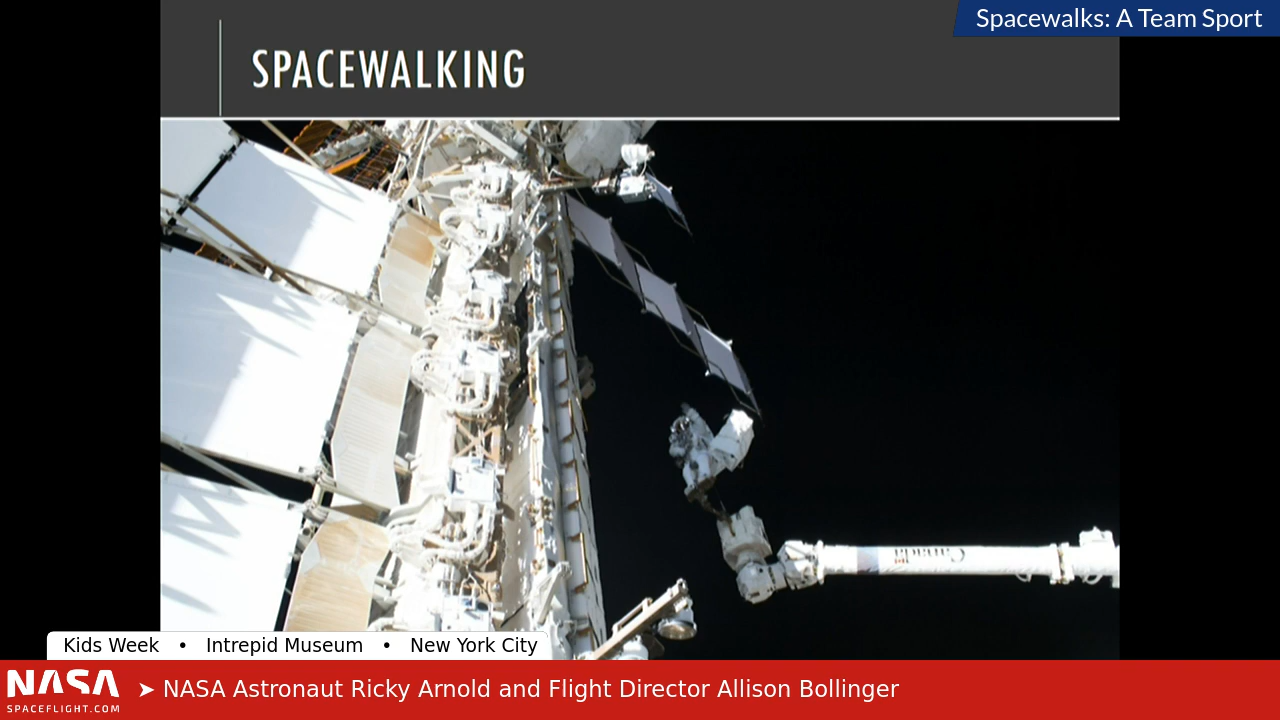 Spacewalks: A Team Sport
SPACEWALKING
Canada
Kids Week • Intrepid Museum • New York City
NASA
SPACEFLIGHT.COM
➤ NASA Astronaut Ricky Arnold and Flight Director Allison Bollinger